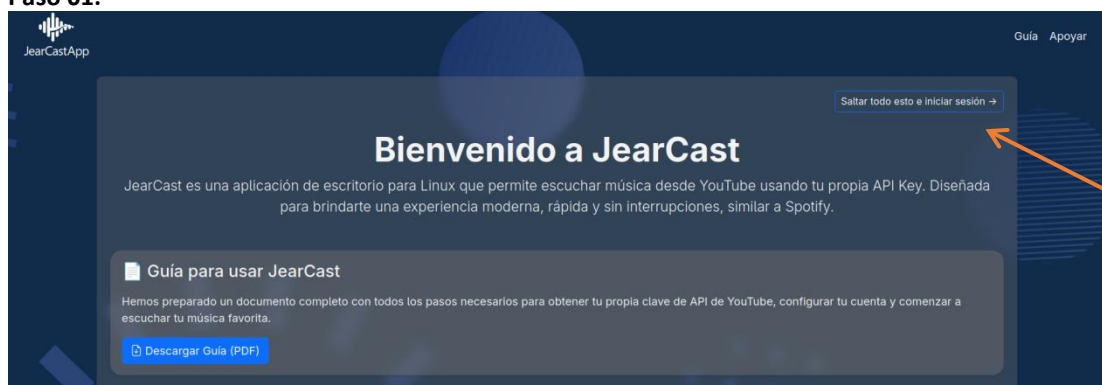 Paso 01:
JearCastApp
Guía Apoyar
Saltar todo esto e iniciar sesión →
Bienvenido a JearCast
JearCast es una aplicación de escritorio para Linux que permite escuchar música desde YouTube usando tu propia API Key. Diseñada
para brindarte una experiencia moderna, rápida y sin interrupciones, similar a Spotify.
Guía para usar JearCast
Hemos preparado un documento completo con todos los pasos necesarios para obtener tu propia clave de API de YouTube, configurar tu cuenta y comenzar a
escuchar tu música favorita.
Descargar Guía (PDF)